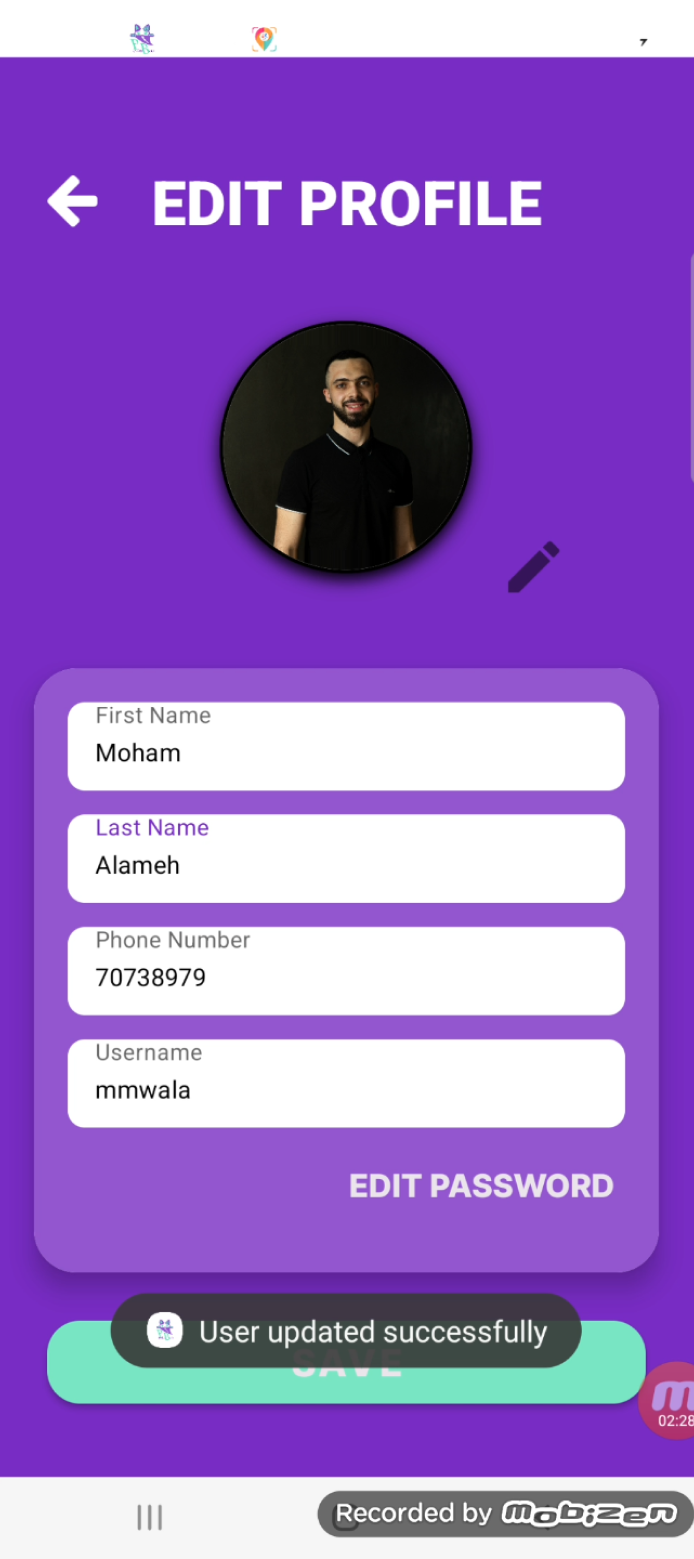 EDIT PROFILE
First Name
Moham
Last Name
Alameh
Phone Number
70738979
Username
mmwala
EDIT PASSWORD
User updated successfully
SAVE
02:28
Recorded by mobizen